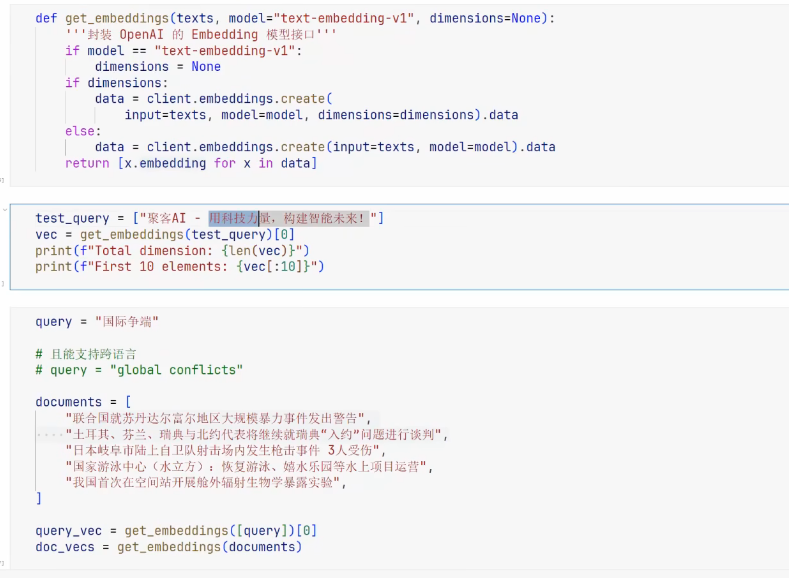 def get_embeddings(texts, model="text-embedding-v1", dimensions=None):
    '''封装 OpenAI 的 Embedding 模型接口'''
    if model == "text-embedding-v1":
        dimensions = None
    if dimensions:
        data = client.embeddings.create(
            input=texts, model=model, dimensions=dimensions).data
    else:
        data = client.embeddings.create(input=texts, model=model).data
    return [x.embedding for x in data]
test_query = ["聚客AI - 用科技力量，构建智能未来！"]
vec = get_embeddings(test_query)[0]
print(f"Total dimension: {len(vec)}")
print(f"First 10 elements: {vec[:10]}")
query = "国际争端"
# 且能支持跨语言
# query = "global conflicts"
documents = [
    "联合国就苏丹达尔富尔地区大规模暴力事件发出警告",
    "土耳其、芬兰、瑞典与北约代表将继续就瑞典“入约”问题进行谈判",
    "日本岐阜市陆上自卫队射击场内发生枪击事件 3人受伤",
    "国家游泳中心（水立方）：恢复游泳、嬉水乐园等水上项目运营",
    "我国首次在空间站开展舱外辐射生物学暴露实验",
]
query_vec = get_embeddings([query])[0]
doc_vecs = get_embeddings(documents)